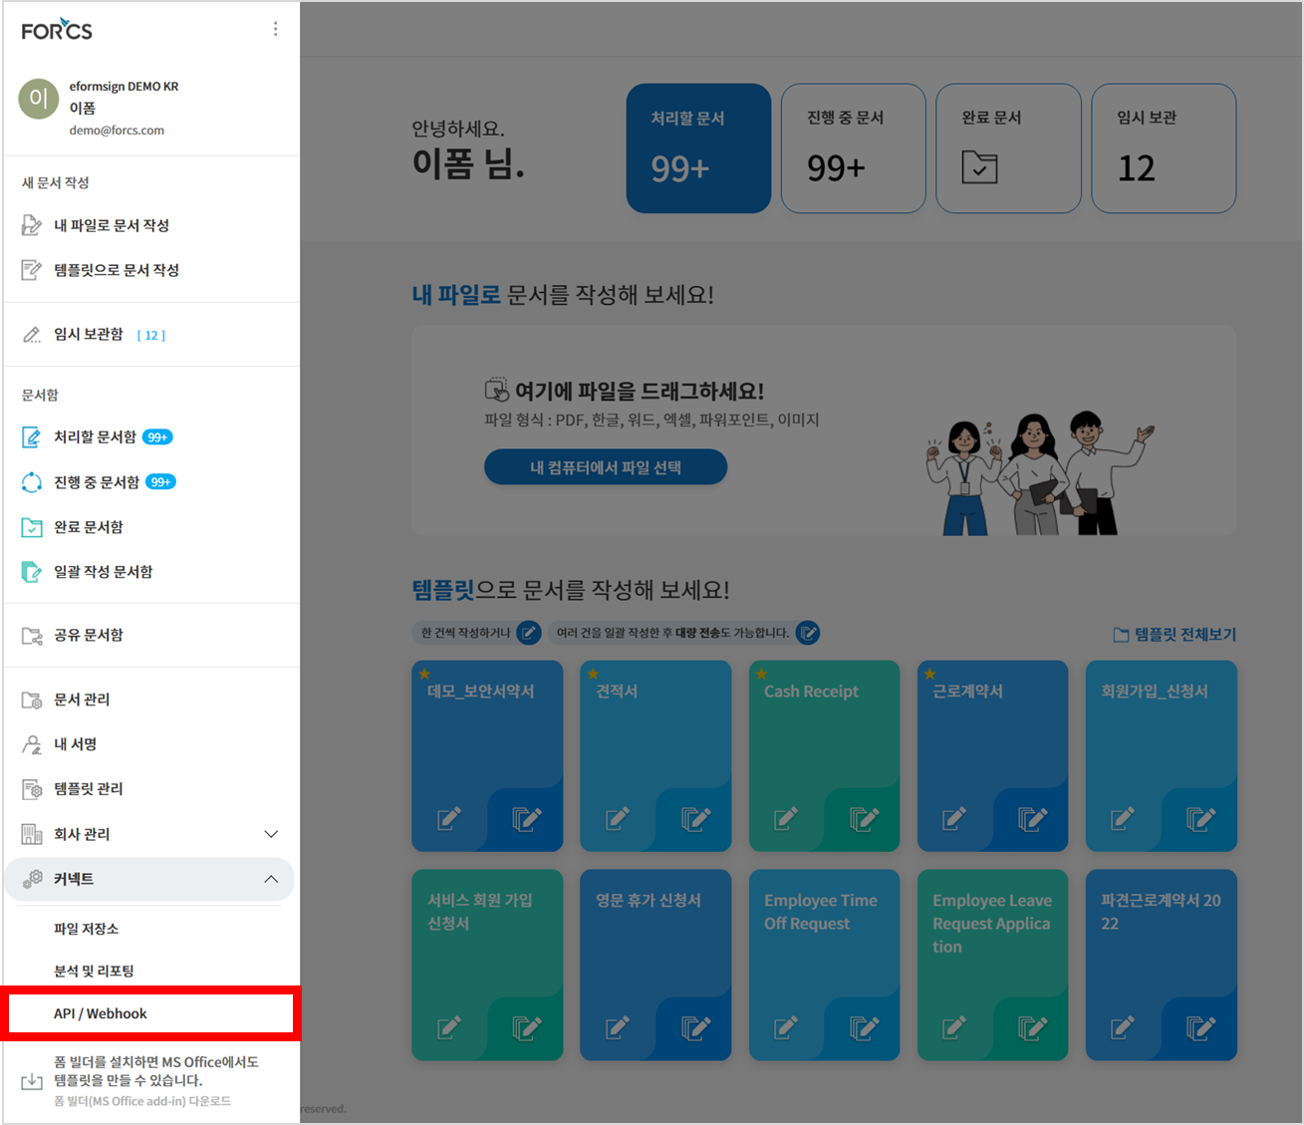 FORCS
이
eformsign DEMO KR
이폼
demo@forcs.com
새 문서 작성
내 파일로 문서 작성
템플릿으로 문서 작성
임시 보관함 [ 12 ]
문서함
처리할 문서함 99+
진행 중 문서함 99+
완료 문서함
일괄 작성 문서함
공유 문서함
문서 관리
내 서명
템플릿 관리
회사 관리
커넥트
파일 저장소
분석 및 리포팅
API / Webhook
폼 빌더를 설치하면 MS Office에서도
템플릿을 만들 수 있습니다.
폼 빌더(MS Office add-in) 다운로드
안녕하세요.
이폼 님.
처리할 문서
99+
진행 중 문서
99+
완료 문서
임시 보관
12
내 파일로 문서를 작성해 보세요!
여기에 파일을 드래그하세요!
파일 형식 : PDF, 한글, 워드, 엑셀, 파워포인트, 이미지
내 컴퓨터에서 파일 선택
템플릿으로 문서를 작성해 보세요!
한 건씩 작성하거나
여러 건을 일괄 작성한 후 대량 전송도 가능합니다.
템플릿 전체보기
데모_보안서약서
견적서
Cash Receipt
근로계약서
회원가입_신청서
서비스 회원 가입
신청서
영문 휴가 신청서
Employee Time
Off Request
Employee Leave
Request Applica
tion
파견근로계약서 20
22
reserved.